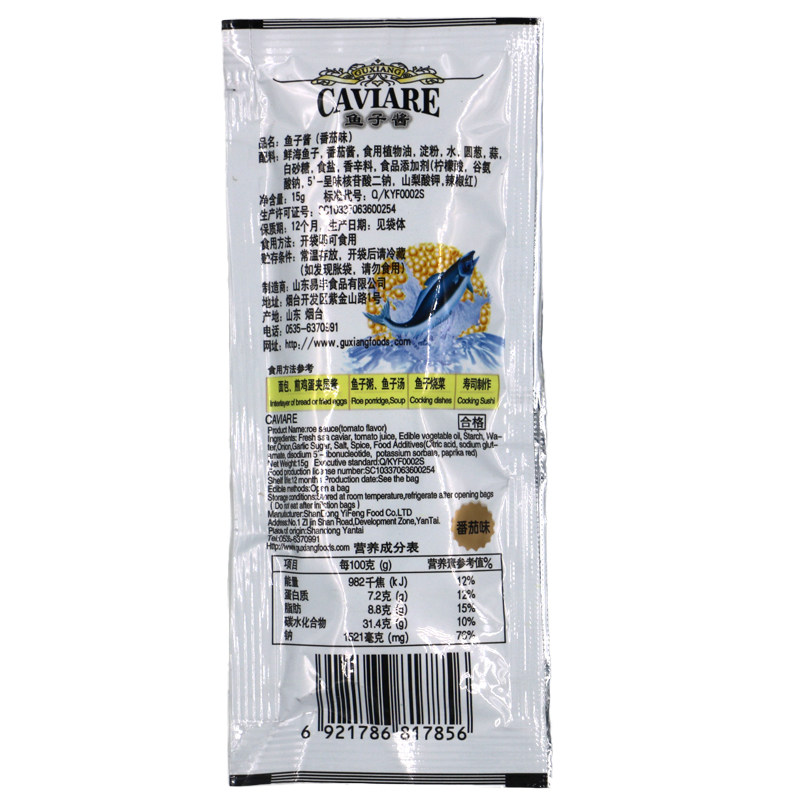 GUXIANG
CAVIARE
鱼子酱
品名：鱼子酱（番茄味）
配料：鲜海鱼子，番茄酱，食用植物油，淀粉，水，圆葱，蒜，
白砂糖，食盐，香辛料，食品添加剂（柠檬酸，谷氨
酸钠，5'-呈味核苷酸二钠，山梨酸钾，辣椒红）
净含量：15g 标准代号：Q/KYF0002S
生产许可证号：SC10337063600254
保质期：12个月，生产日期：见袋体
食用方法：开袋即可食用
贮存条件：常温存放，开袋后请冷藏
（如发现胀袋，请勿食用）
制造商：山东易丰食品有限公司
地址：烟台开发区紫金山路1号
产地：山东 烟台
电话：0535-6370991
网址：http://www.guxiangfoods.com
食用方法参考
面包、煎鸡蛋夹层酱 鱼子粥、鱼子汤 鱼子烧菜 寿司制作
Interlayer of bread or fried eggs Roe porridge,Soup Cooking dishes Cooking Sushi
CAVIARE 合格
Product Name:roe sauce(tomato flavor)
Ingredients: Fresh sea caviar, tomato juice, Edible vegetable oil, Starch, Wa-
ter,Onion,Garlic Sugar, Salt, Spice, Food Additives(Citric acid, sodium glut-
amate, disodium 5'-ribonucleotide, potassium sorbate, paprika red)
Net Weight:15g Executive standard:Q/KYF0002S
Food production license number:SC10337063600254
Shelf life:12 month Production date:See the bag
Edible methods:Open a bag
Storage conditions:Stored at room temperature,refrigerate after opening bags
( Do not eat after inflction bags )
Manufacturer:ShanDong YiFeng Food Co.LTD
Addess:No.1 Zi jin Shan Road,Development Zone,YanTai.
Place of origin:Shandong Yantai
Tel:0535-6370991
Http://www.guxiangfoods.com 营养成分表
番茄味
项目 每100克 (g) 营养素参考值%
能量 982千焦 (kJ) 12%
蛋白质 7.2克 (g) 12%
脂肪 8.8克 (g) 15%
碳水化合物 31.4克 (g) 10%
钠 1521毫克 (mg) 76%
6 921786 817856